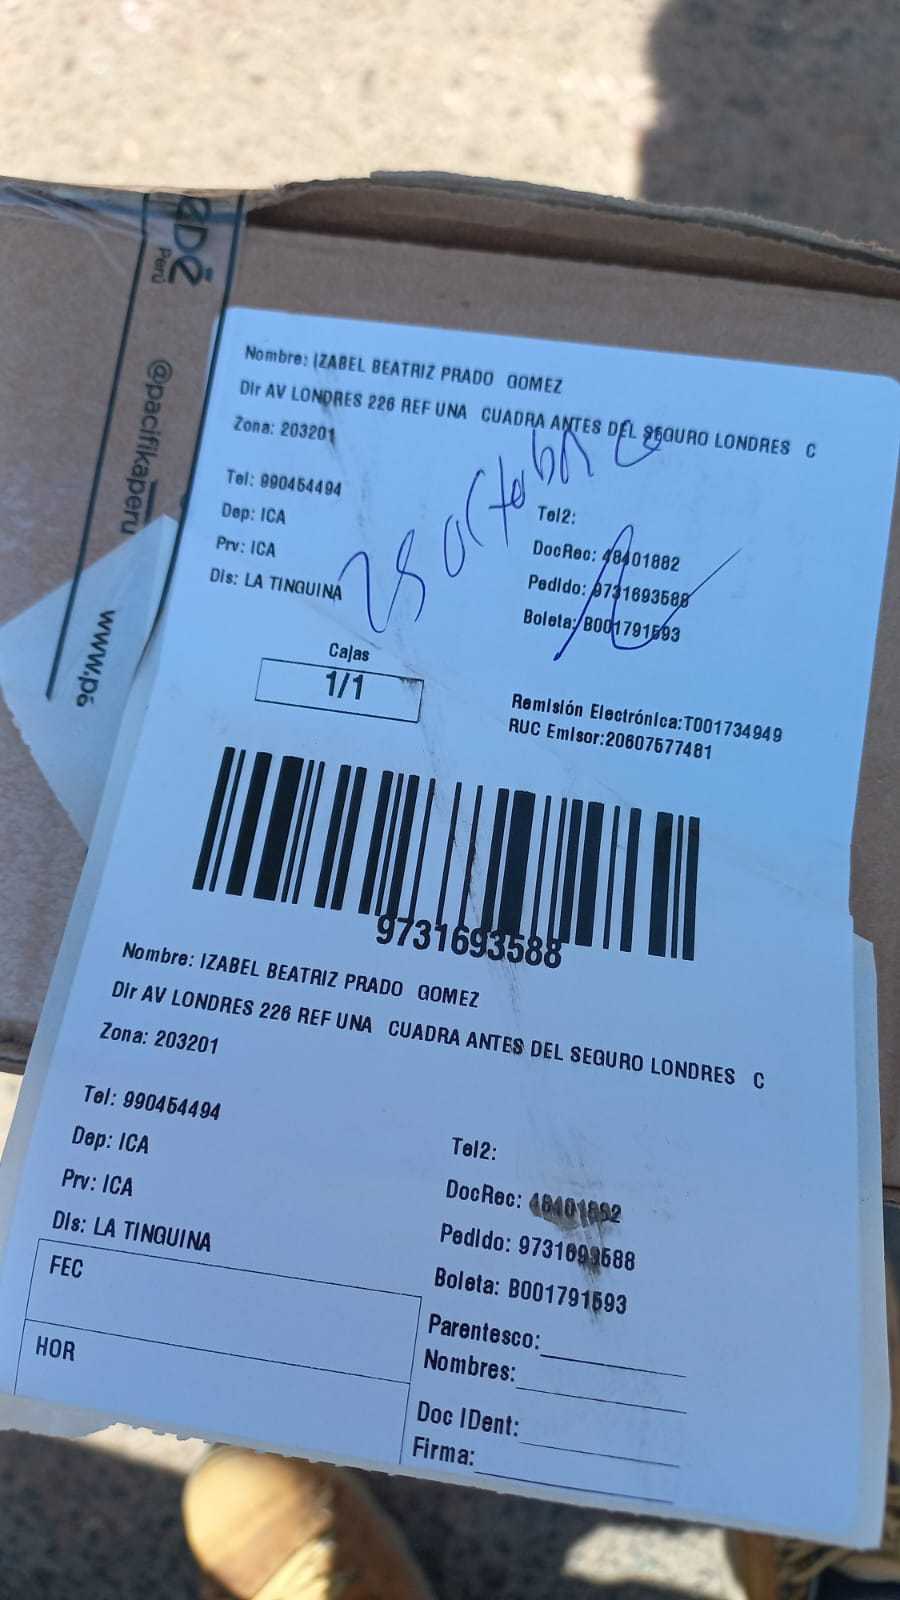 Perú
@pacifikaperu
www.pa
Nombre: IZABEL BEATRIZ PRADO GOMEZ
Dir AV LONDRES 226 REF UNA CUADRA ANTES DEL SEGURO LONDRES C
Zona: 203201
Tel: 990454494
Tel2:
Dep: ICA
DocRec: 48401882
Prv: ICA
Pedido: 9731693588
Dis: LA TINGUINA
Boleta: B001791593
25 octubre
Cajas
1/1
Remisión Electrónica:T001734949
RUC Emisor:20607577481
9731693588
Nombre: IZABEL BEATRIZ PRADO GOMEZ
Dir AV LONDRES 226 REF UNA CUADRA ANTES DEL SEGURO LONDRES C
Zona: 203201
Tel: 990454494
Tel2:
Dep: ICA
DocRec: 48401882
Prv: ICA
Pedido: 9731693588
Dis: LA TINGUINA
Boleta: B001791593
FEC
Parentesco:
HOR
Nombres:
Doc IDent:
Firma: